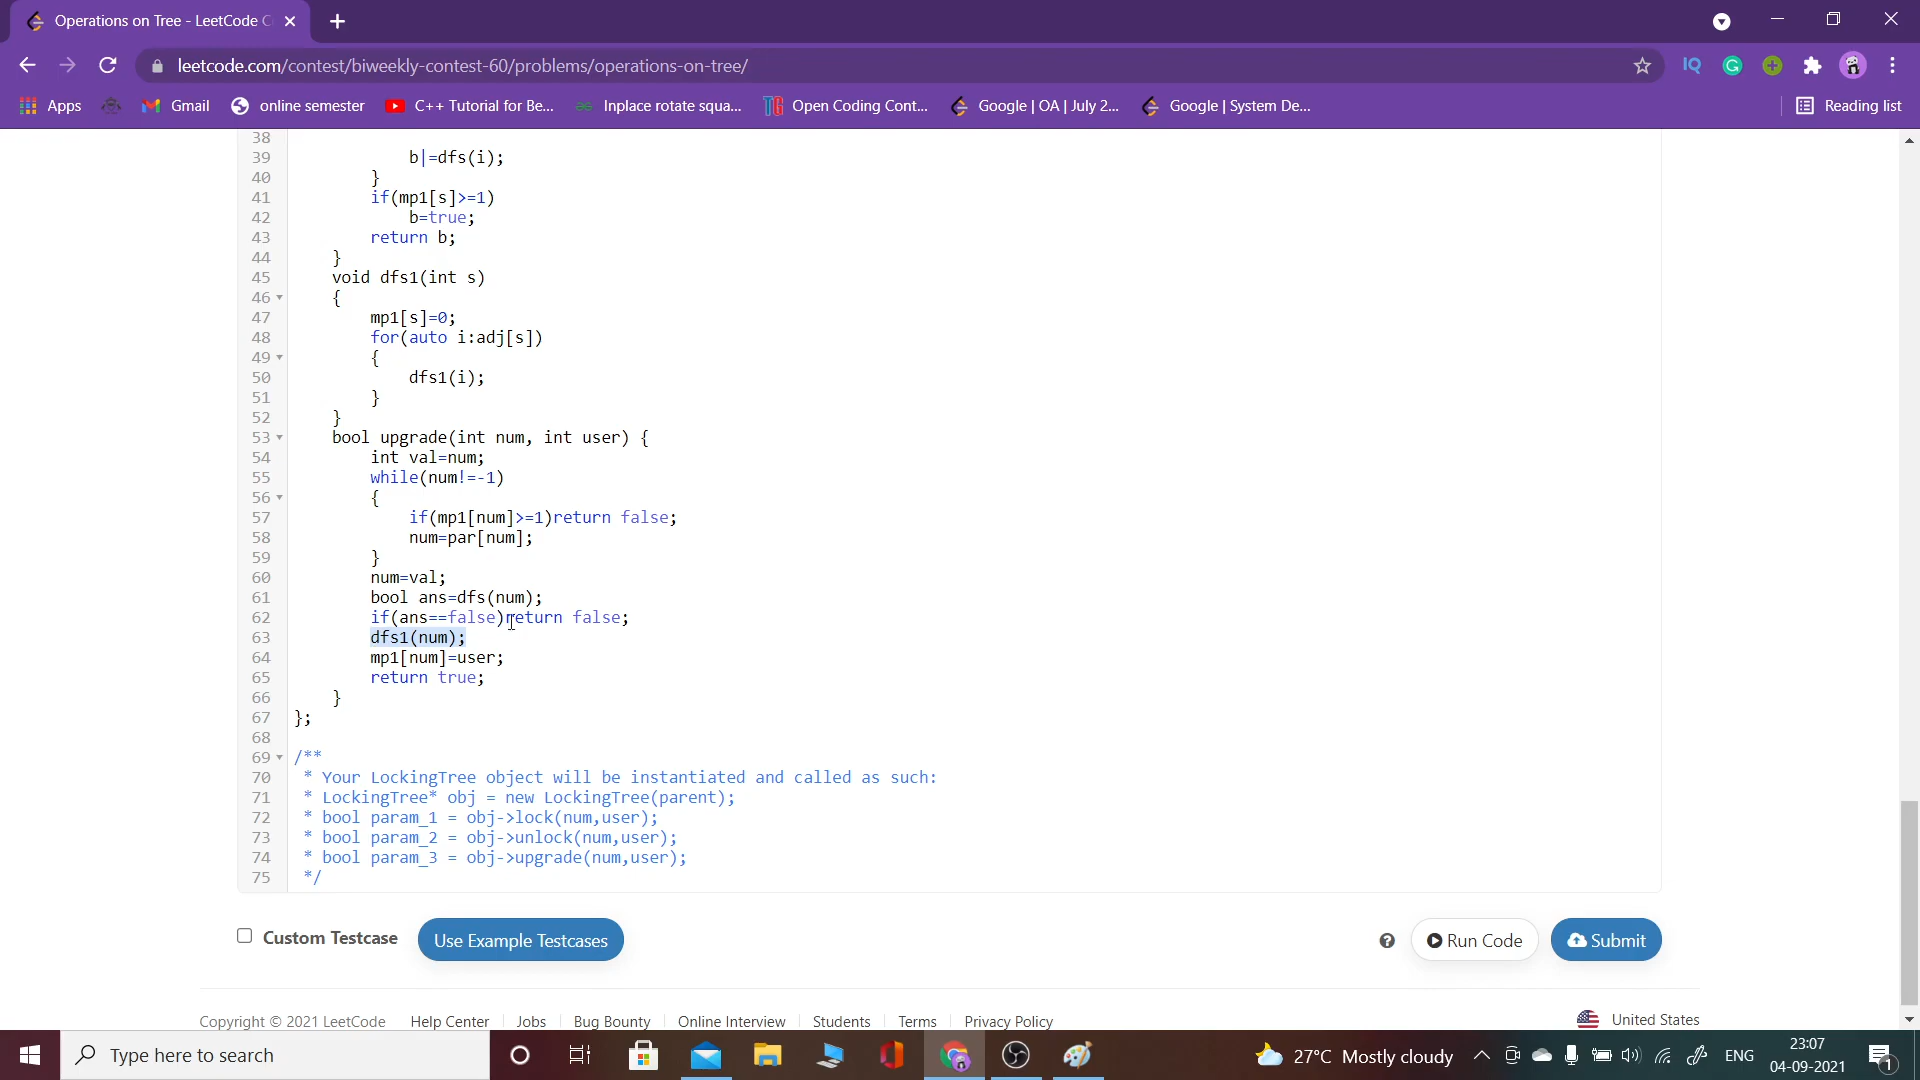 Operations on Tree - LeetCode C
leetcode.com/contest/biweekly-contest-60/problems/operations-on-tree/
Apps Gmail online semester C++ Tutorial for Be... Inplace rotate squa... Open Coding Cont... Google | OA | July 2... Google | System De... Reading list
38
39 b|=dfs(i);
40 }
41 if(mp1[s]>=1)
42 b=true;
43 return b;
44 }
45 void dfs1(int s)
46 {
47 mp1[s]=0;
48 for(auto i:adj[s])
49 {
50 dfs1(i);
51 }
52 }
53 bool upgrade(int num, int user) {
54 int val=num;
55 while(num!=-1)
56 {
57 if(mp1[num]>=1)return false;
58 num=par[num];
59 }
60 num=val;
61 bool ans=dfs(num);
62 if(ans==false)return false;
63 dfs1(num);
64 mp1[num]=user;
65 return true;
66 }
67 };
68
69 /**
70 * Your LockingTree object will be instantiated and called as such:
71 * LockingTree* obj = new LockingTree(parent);
72 * bool param_1 = obj->lock(num,user);
73 * bool param_2 = obj->unlock(num,user);
74 * bool param_3 = obj->upgrade(num,user);
75 */
Custom Testcase Use Example Testcases ? Run Code Submit
Copyright © 2021 LeetCode Help Center Jobs Bug Bounty Online Interview Students Terms Privacy Policy United States
Type here to search 27°C Mostly cloudy ENG 23:07
04-09-2021 1